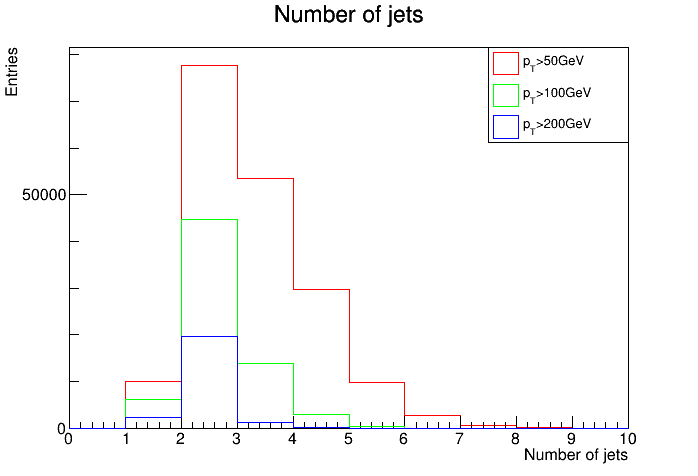 Number of jets
Entries
p_T>50GeV
p_T>100GeV
p_T>200GeV
50000
0
0 1 2 3 4 5 6 7 8 9 10
Number of jets